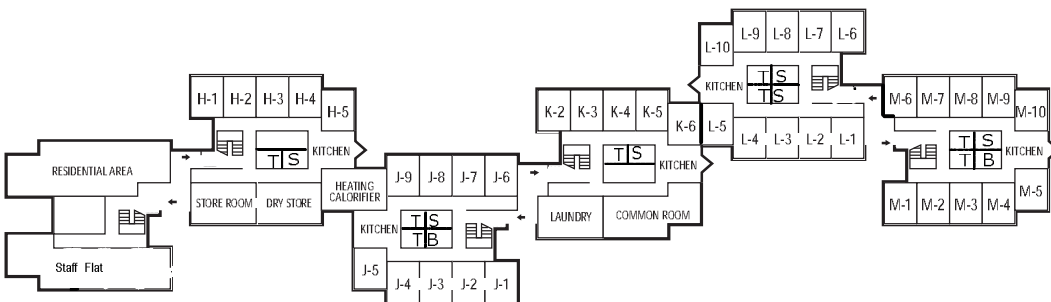 L-9 L-8 L-7 L-6
L-10
KITCHEN
T S
T S
L-5
L-4 L-3 L-2 L-1
H-1 H-2 H-3 H-4
H-5
T S
KITCHEN
STORE ROOM DRY STORE
HEATING
CALORIFIER
K-2 K-3 K-4 K-5
K-6
T S
KITCHEN
LAUNDRY COMMON ROOM
M-6 M-7 M-8 M-9
M-10
T S
T B
KITCHEN
M-5
M-1 M-2 M-3 M-4
RESIDENTIAL AREA
Staff Flat
J-9 J-8 J-7 J-6
KITCHEN
T S
T B
J-5
J-4 J-3 J-2 J-1